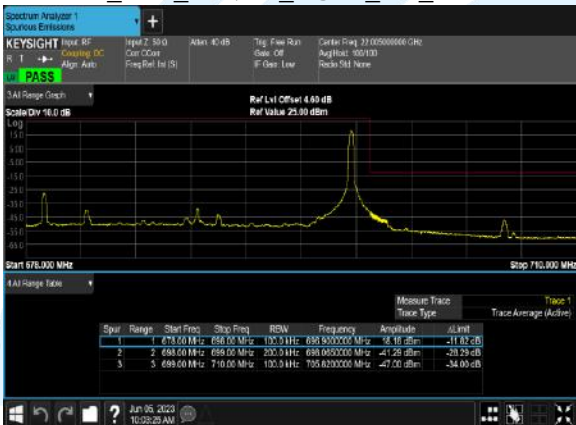 Spectrum Analyzer 1
Spurious Emissions
+
KEYSIGHT Input: RF Input Z: 50 Ω Atten: 40 dB Trig: Free Run Center Freq: 22.005000000 GHz
Coupling: DC Corr CCorr Gate: Off Avg|Hold: 100/100
R T Align: Auto Freq Ref: Int (S) IF Gain: Low Radio Std: None
PASS
3.All Range Graph
Ref Lvl Offset 4.60 dB
Scale/Div 10.0 dB Ref Value 25.00 dBm
Log
15.0
5.00
-5.00
-15.0
-25.0
-35.0
-45.0
-55.0
-65.0
Start 678.000 MHz Stop 710.000 MHz
4.All Range Table
Measure Trace Trace 1
Trace Type Trace Average (Active)
Spur Range Start Freq Stop Freq RBW Frequency Amplitude ΔLimit
1 1 678.00 MHz 698.00 MHz 100.0 kHz 696.9000000 MHz 18.18 dBm -11.82 dB
2 2 698.00 MHz 699.00 MHz 200.0 kHz 698.0650000 MHz -41.29 dBm -28.29 dB
3 3 699.00 MHz 710.00 MHz 100.0 kHz 705.8200000 MHz -47.00 dBm -34.00 dB
?
Jun 05, 2023
10:03:25 AM